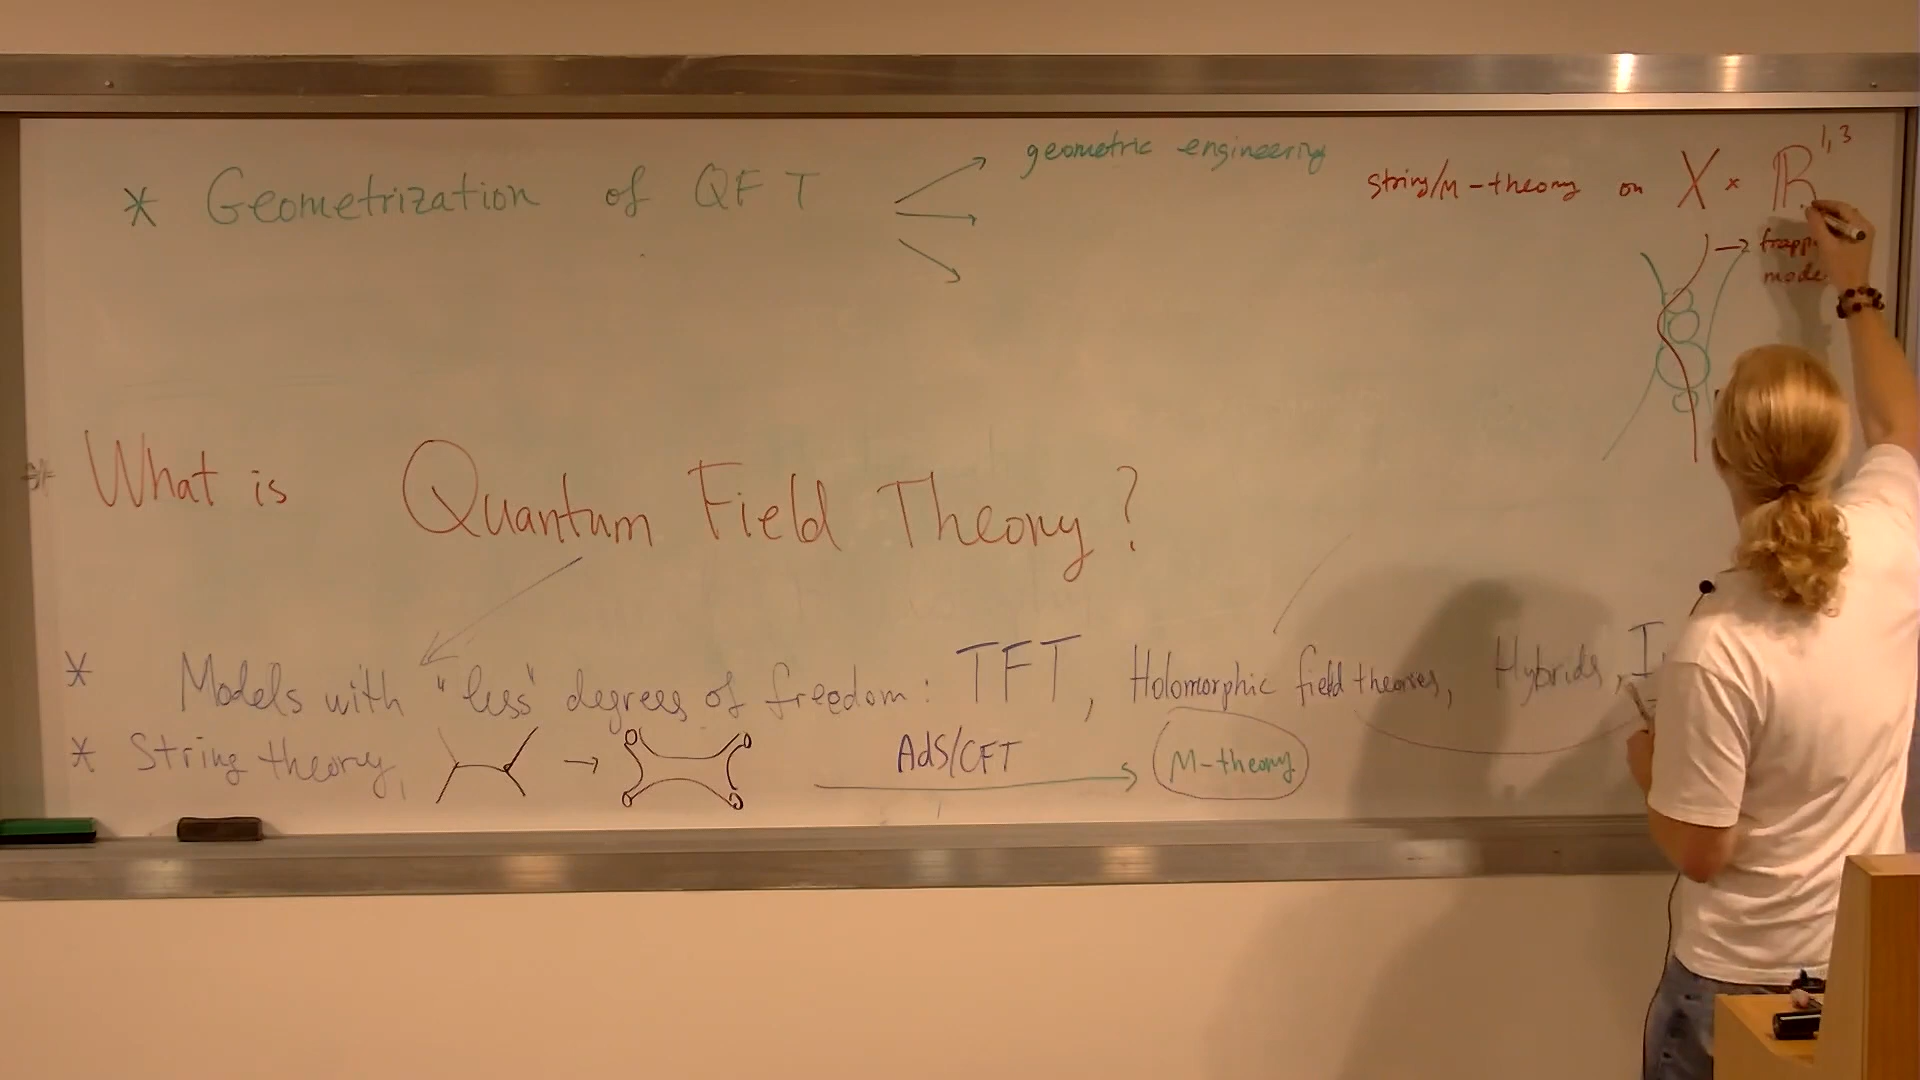 * Geometrization of QFT
geometric engineering
string/M-theory on X × ℝ^1,3
* What is Quantum Field Theory?
* Models with "less" degrees of freedom: TFT, Holomorphic field theories, Hybrids,
* String theory, → AdS/CFT M-theory